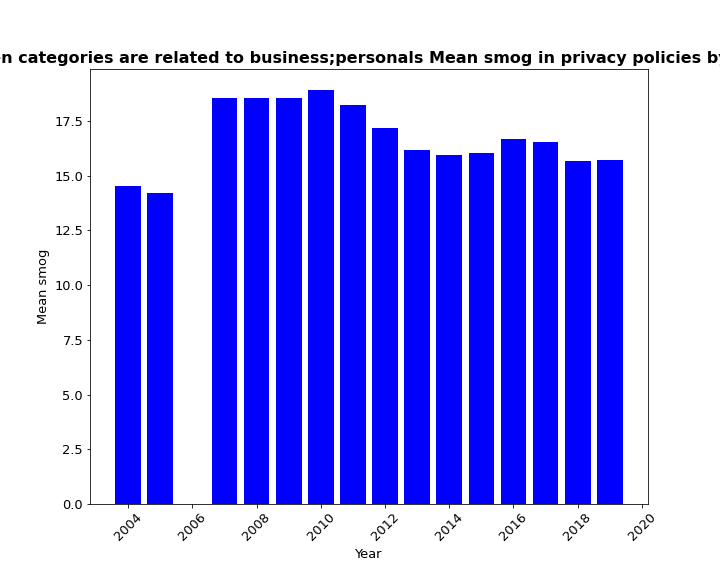 n categories are related to business;personals Mean smog in privacy policies by
17.5
15.0
12.5
10.0
7.5
5.0
2.5
0.0
Mean smog
2004 2006 2008 2010 2012 2014 2016 2018 2020
Year